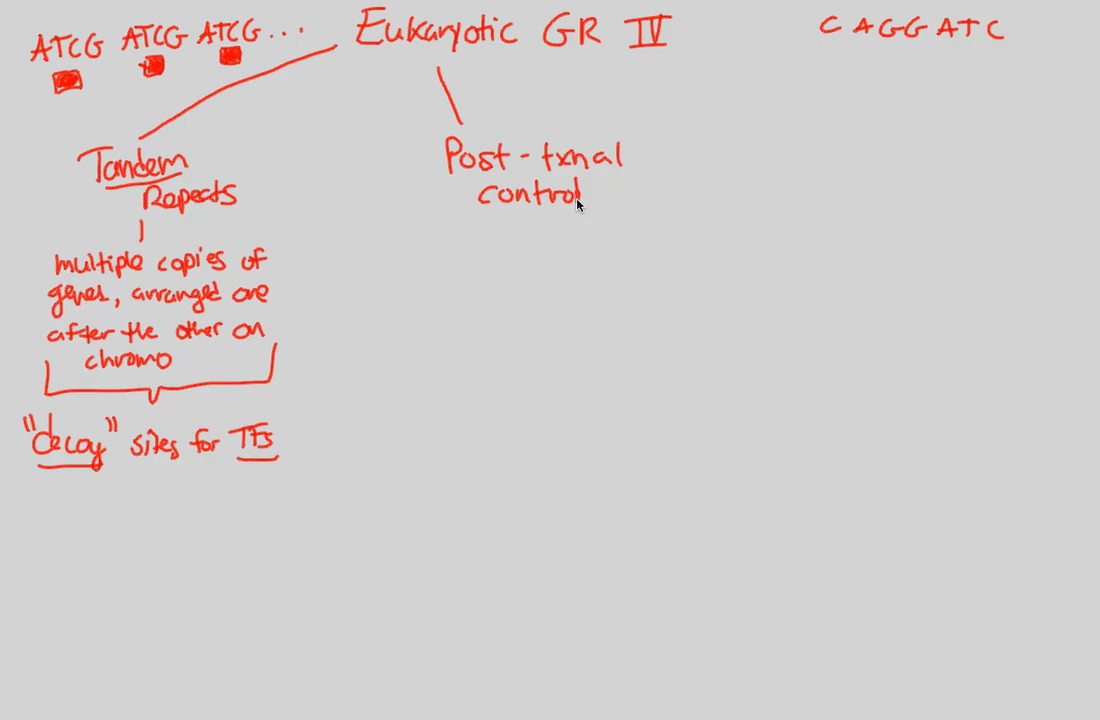 ATCG ATCG ATCG...
Eukaryotic GR IV
CAGGATC
Tandem
Repeats
multiple copies of
genes, arranged one
after the other on
chromo
"decoy" sites for TFs
Post-txnal
control